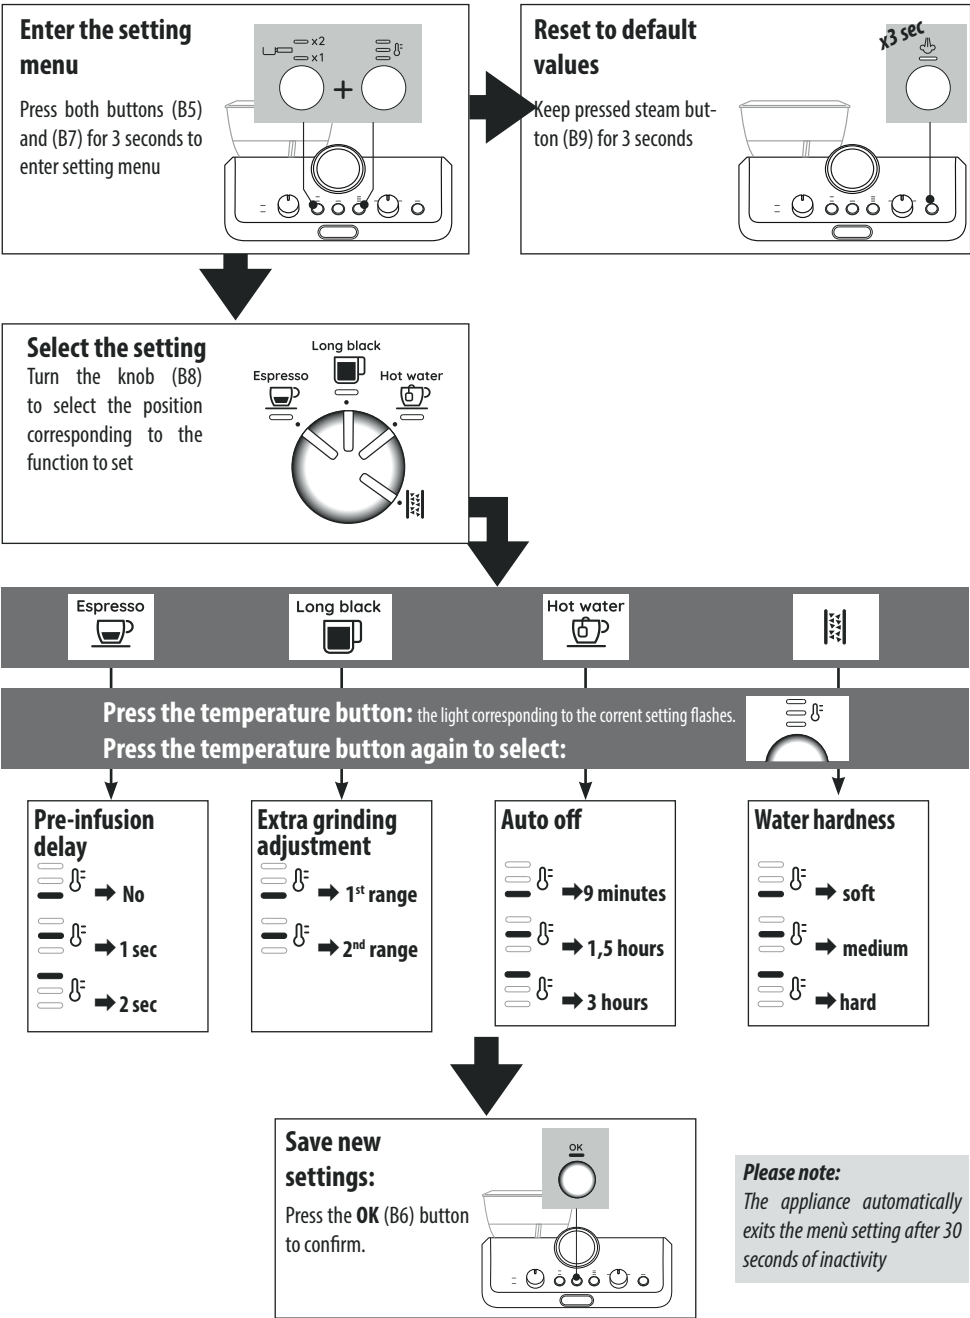 Enter the setting
menu
Press both buttons (B5)
and (B7) for 3 seconds to
enter setting menu
x2
x1
+
Reset to default
values
Keep pressed steam but-
ton (B9) for 3 seconds
x3 sec
Select the setting
Turn the knob (B8)
to select the position
corresponding to the
function to set
Long black
Espresso
Hot water
Espresso
Long black
Hot water
Press the temperature button: the light corresponding to the corrent setting flashes.
Press the temperature button again to select:
Pre-infusion
delay
No
1 sec
2 sec
Extra grinding
adjustment
1st range
2nd range
Auto off
9 minutes
1,5 hours
3 hours
Water hardness
soft
medium
hard
Save new
settings:
Press the OK (B6) button
to confirm.
OK
Please note:
The appliance automatically
exits the menù setting after 30
seconds of inactivity